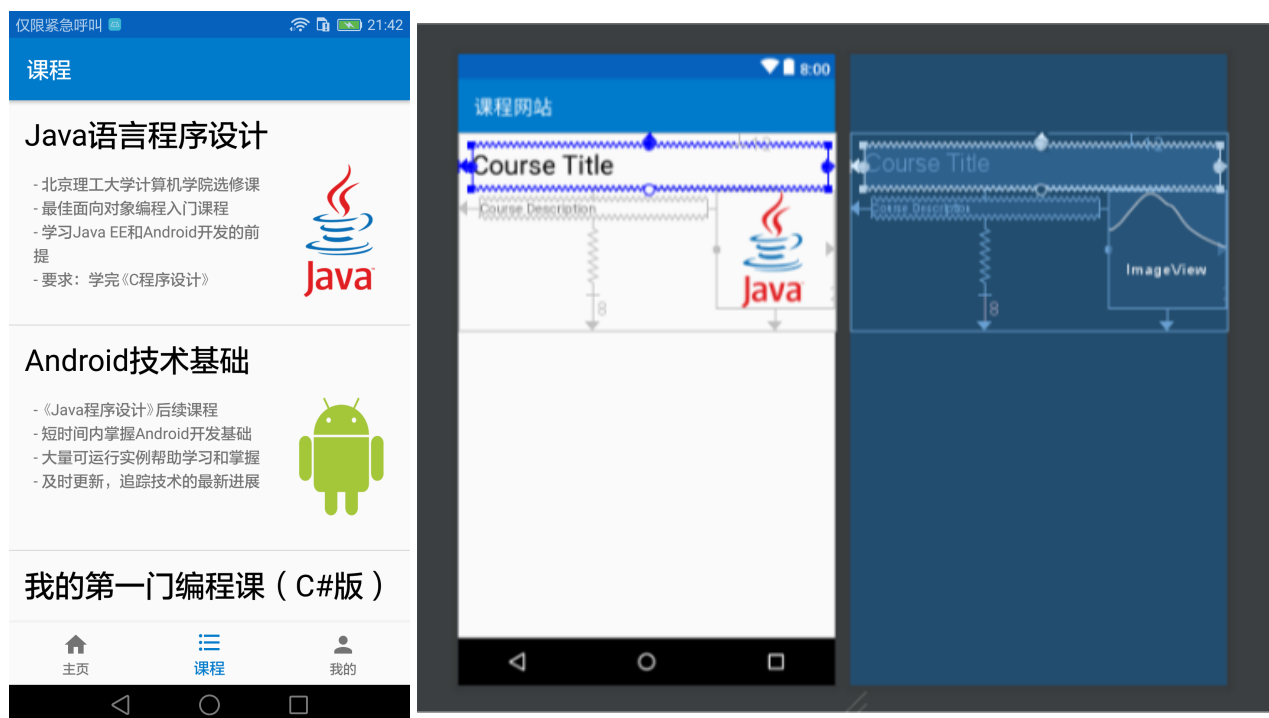 仅限紧急呼叫
21:42
课程
Java语言程序设计
- 北京理工大学计算机学院选修课
- 最佳面向对象编程入门课程
- 学习Java EE和Android开发的前
提
- 要求：学完《C程序设计》
Java
Android技术基础
- 《Java程序设计》后续课程
- 短时间内掌握Android开发基础
- 大量可运行实例帮助学习和掌握
- 及时更新，追踪技术的最新进展
我的第一门编程课（C#版）
主页
课程
我的
8:00
课程网站
12
Course Title
Course Description
Java
8
12
Course Title
Course Description
ImageView
8